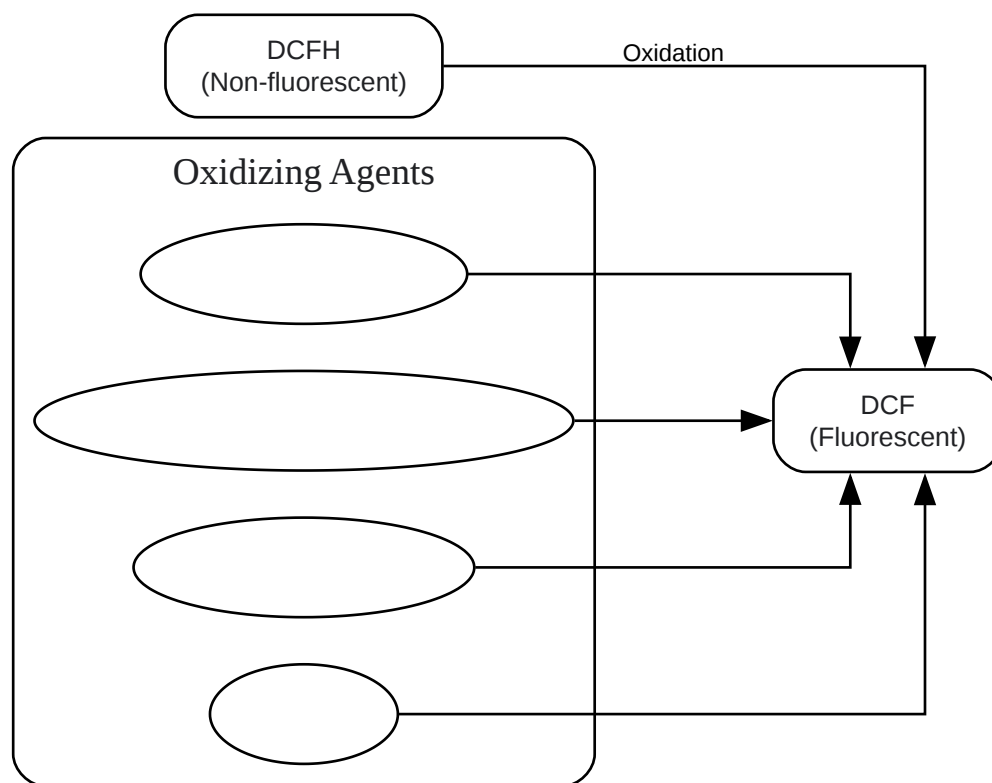 DCFH
(Non-fluorescent)
Oxidation
Oxidizing Agents
DCF
(Fluorescent)